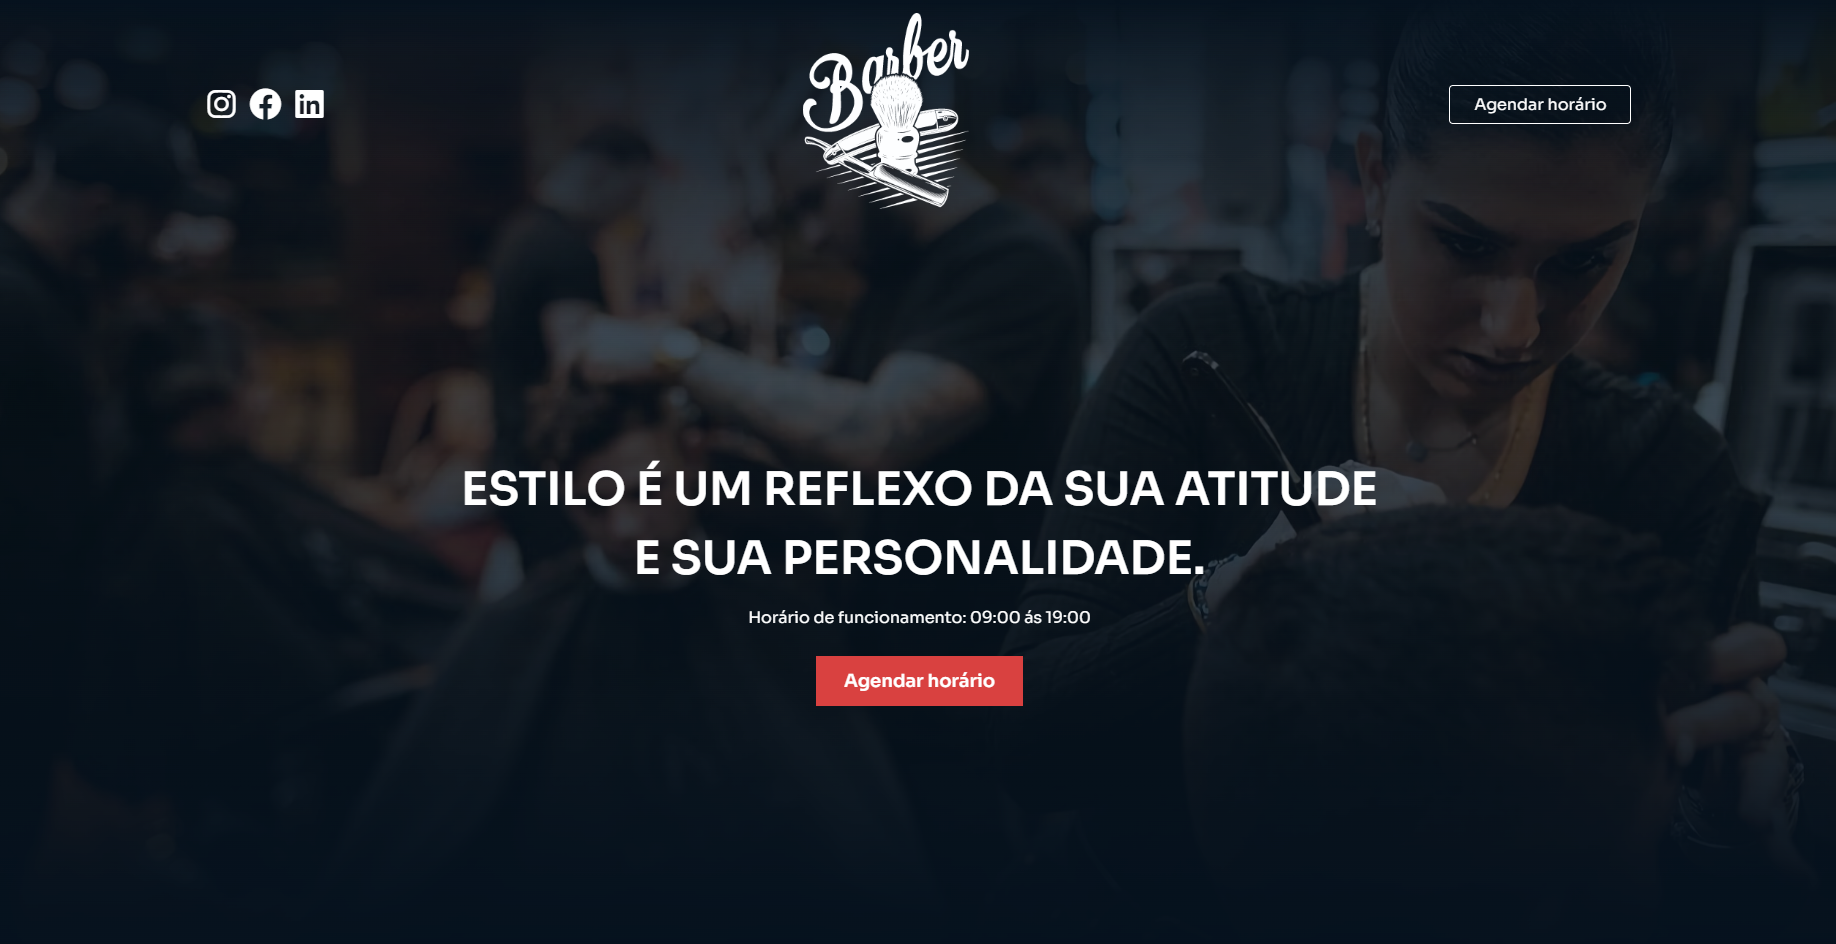 Barber
Agendar horário
ESTILO É UM REFLEXO DA SUA ATITUDE
E SUA PERSONALIDADE.
Horário de funcionamento: 09:00 ás 19:00
Agendar horário